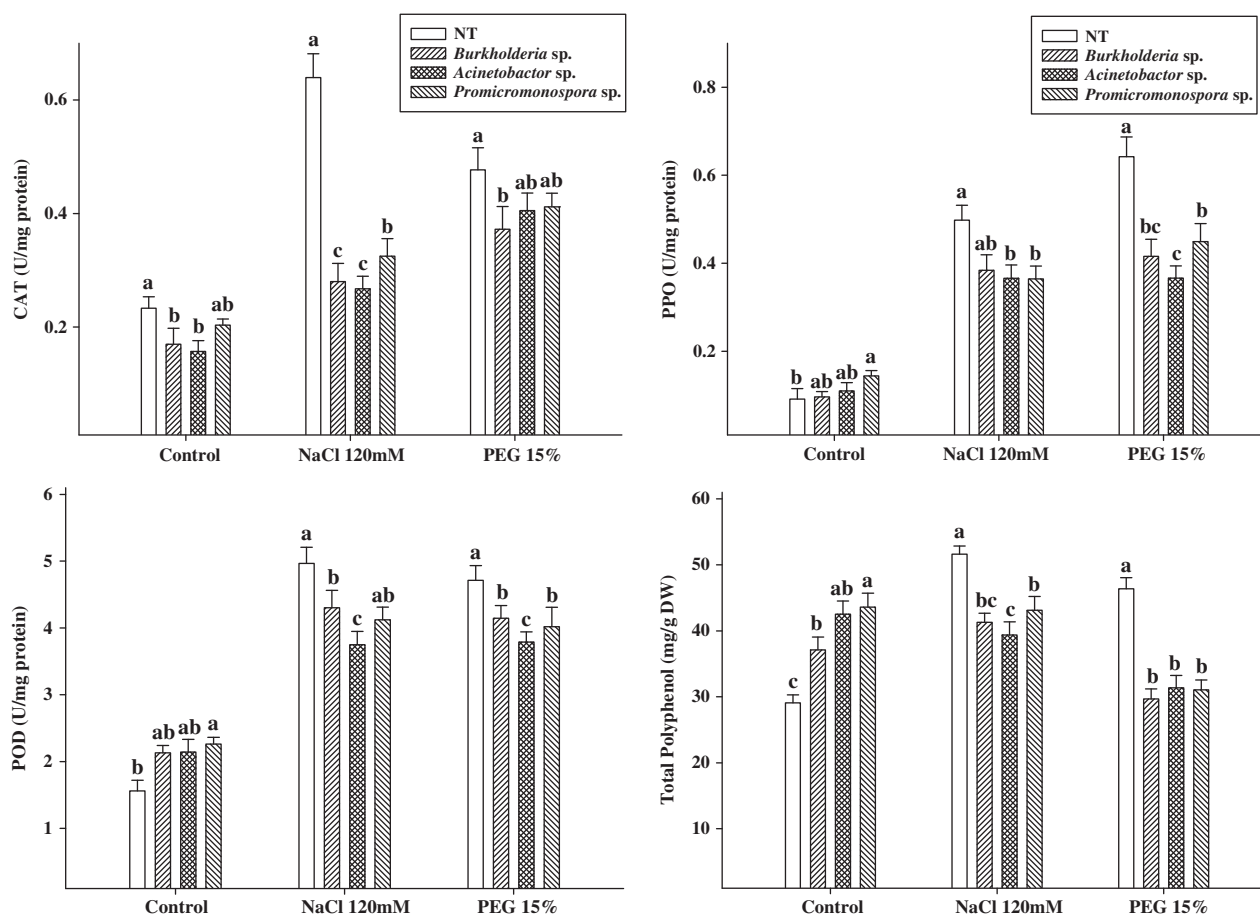 NT
Burkholderia sp.
Acinetobactor sp.
Promicromonospora sp.
CAT (U/mg protein)
0.6
0.4
0.2
a
b
b
ab
a
c
c
b
a
b
ab
ab
Control
NaCl 120mM
PEG 15%
NT
Burkholderia sp.
Acinetobactor sp.
Promicromonospora sp.
PPO (U/mg protein)
0.8
0.6
0.4
0.2
b
ab
ab
a
a
ab
b
b
a
bc
c
b
Control
NaCl 120mM
PEG 15%
POD (U/mg protein)
6
5
4
3
2
1
b
ab
ab
a
a
b
c
ab
a
b
c
b
Control
NaCl 120mM
PEG 15%
Total Polyphenol (mg/g DW)
60
50
40
30
20
10
c
b
ab
a
a
bc
c
b
a
b
b
b
Control
NaCl 120mM
PEG 15%